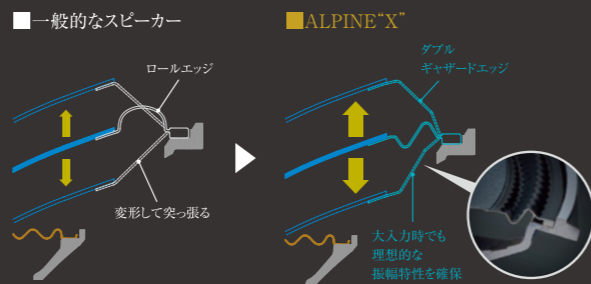 ■一般的なスピーカー
ロールエッジ
変形して突っ張る
■ALPINE“X”
ダブル
ギャザードエッジ
大入力時でも
理想的な
振幅特性を確保